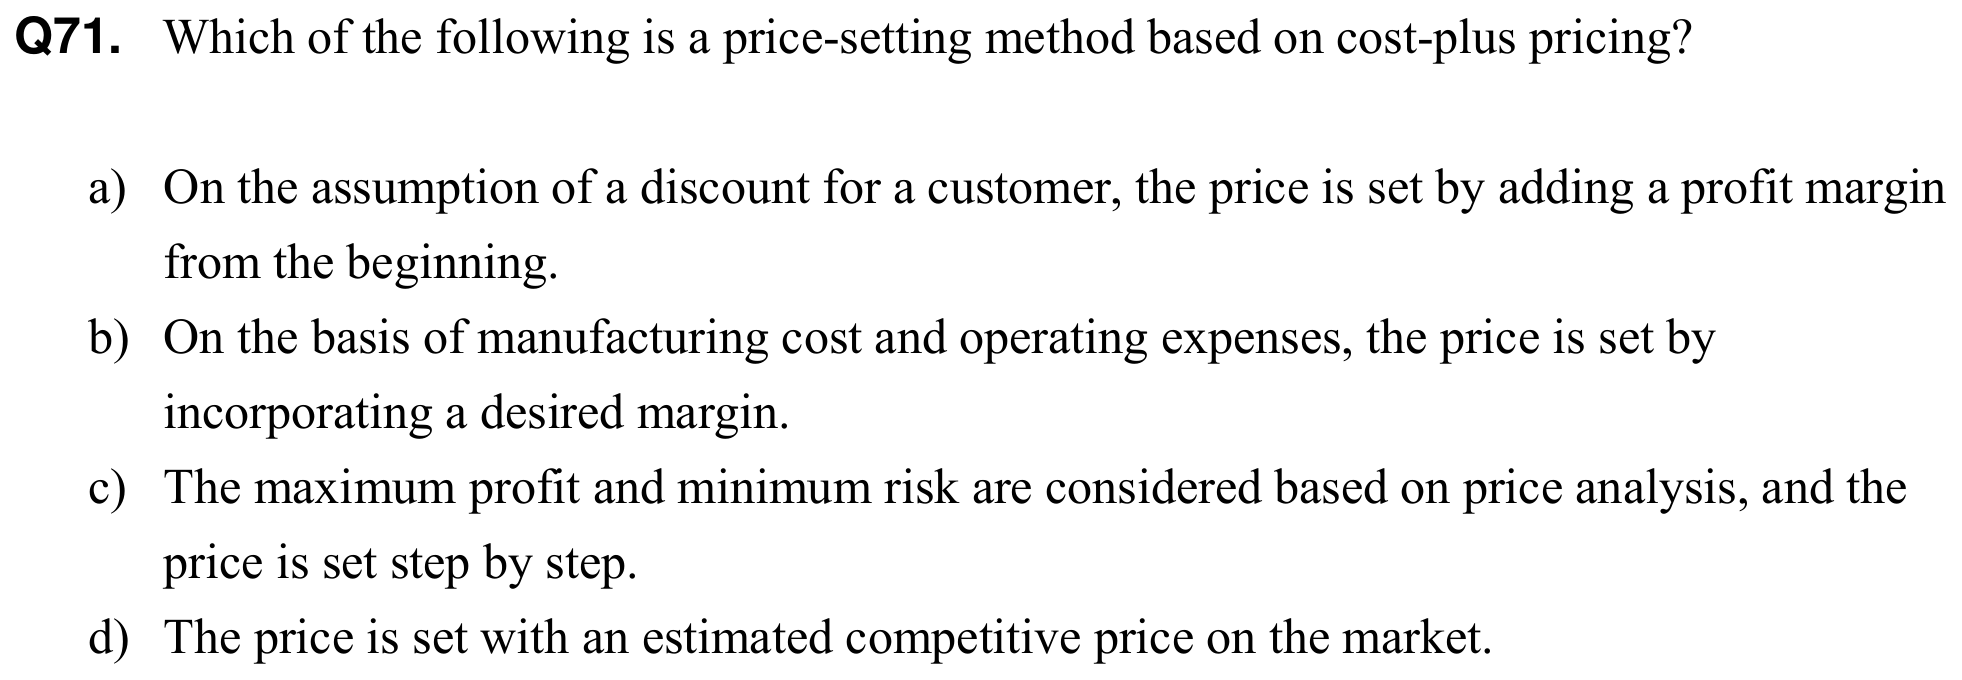 Q71. Which of the following is a price-setting method based on cost-plus pricing?
a) On the assumption of a discount for a customer, the price is set by adding a profit margin
from the beginning.
b) On the basis of manufacturing cost and operating expenses, the price is set by
incorporating a desired margin.
c) The maximum profit and minimum risk are considered based on price analysis, and the
price is set step by step.
d) The price is set with an estimated competitive price on the market.